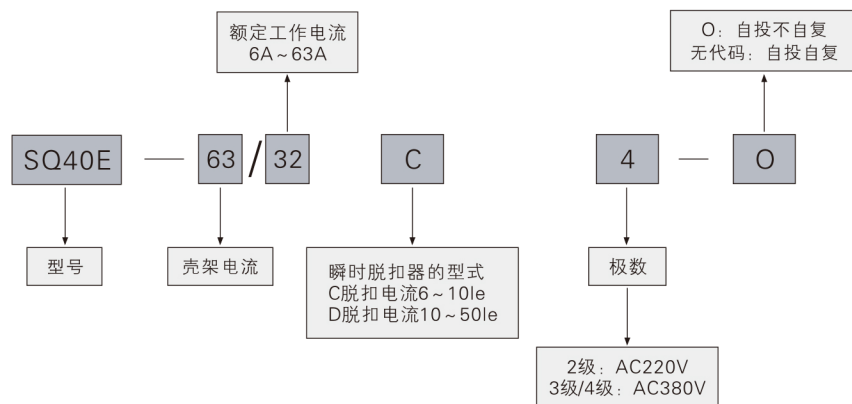 额定工作电流
6A~63A
O：自投不自复
无代码：自投自复
SQ40E — 63 / 32 C 4 — O
型号
壳架电流
瞬时脱扣器的型式
C脱扣电流6~10le
D脱扣电流10~50le
极数
2级：AC220V
3级/4级：AC380V